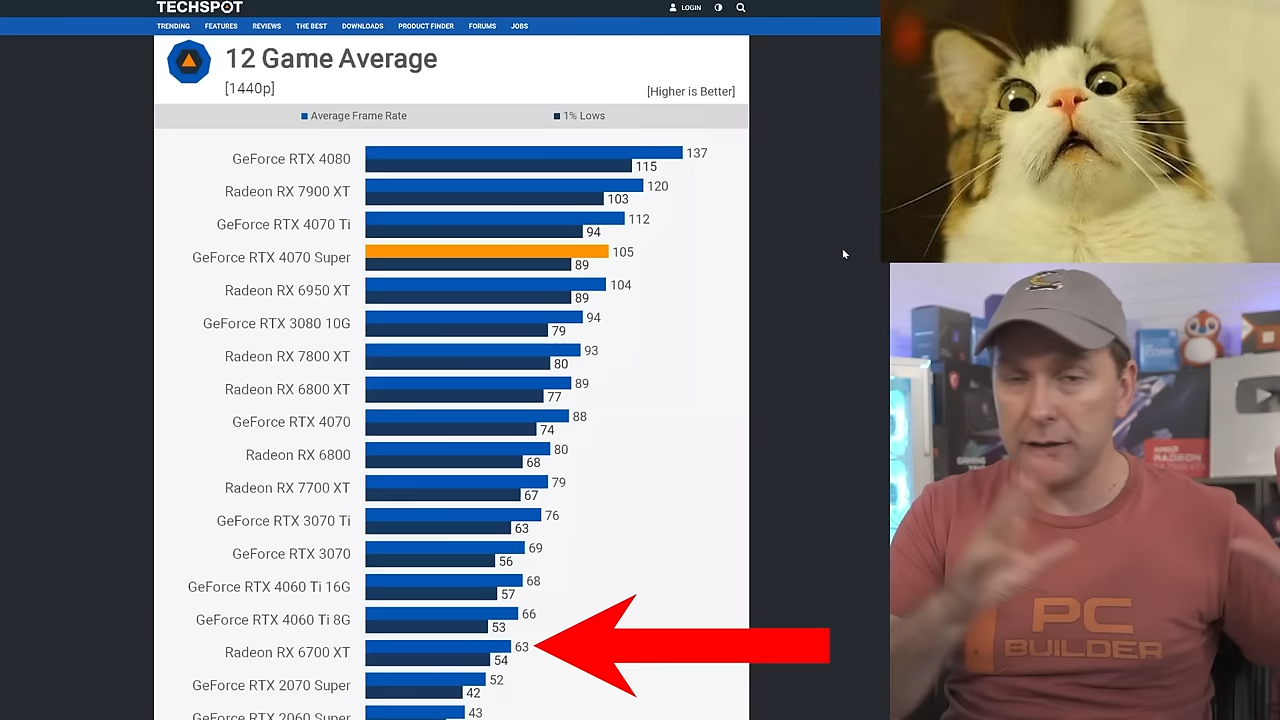 TECHSPOT
LOGIN
TRENDING FEATURES REVIEWS THE BEST DOWNLOADS PRODUCT FINDER FORUMS JOBS
12 Game Average
[1440p]
[Higher is Better]
Average Frame Rate 1% Lows
GeForce RTX 4080 137 115
Radeon RX 7900 XT 120 103
GeForce RTX 4070 Ti 112 94
GeForce RTX 4070 Super 105 89
Radeon RX 6950 XT 104 89
GeForce RTX 3080 10G 94 79
Radeon RX 7800 XT 93 80
Radeon RX 6800 XT 89 77
GeForce RTX 4070 88 74
Radeon RX 6800 80 68
Radeon RX 7700 XT 79 67
GeForce RTX 3070 Ti 76 63
GeForce RTX 3070 69 56
GeForce RTX 4060 Ti 16G 68 57
GeForce RTX 4060 Ti 8G 66 53
Radeon RX 6700 XT 63 54
GeForce RTX 2070 Super 52 42
GeForce RTX 2060 Super 43
AMD
RADEON
PC
BUILDER